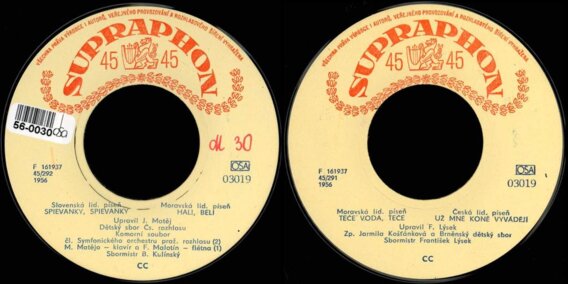 VŠECHNA PRÁVA VÝROBCE I AUTORŮ, VEŘEJNÉHO PROVOZOVÁNÍ A ROZHLASOVÉHO ŠÍŘENÍ VYHRAZENA
SUPRAPHON
45 45
56-0030
30
F 161937
45/292
1956
OSA
03019
Slovenská lid. píseň
SPIEVANKY, SPIEVANKY
Moravská lid. píseň
HALI, BELI
Upravil J. Matěj
Dětský sbor Čs. rozhlasu
Komorní soubor
čl. Symfonického orchestru praž. rozhlasu (2)
M. Matějo - klavír a F. Malotín - flétna (1)
Sbormistr B. Kulínský
CC
VŠECHNA PRÁVA VÝROBCE I AUTORŮ, VEŘEJNÉHO PROVOZOVÁNÍ A ROZHLASOVÉHO ŠÍŘENÍ VYHRAZENA
SUPRAPHON
45 45
F 161937
45/291
1956
OSA
03019
Moravská lid. píseň
TEČE VODA, TEČE
Česká lid. píseň
UŽ MNE KONĚ VYVÁDĚJÍ
Upravil F. Lýsek
Zp. Jarmila Košťánková a Brněnský dětský sbor
Sbormistr František Lýsek
CC